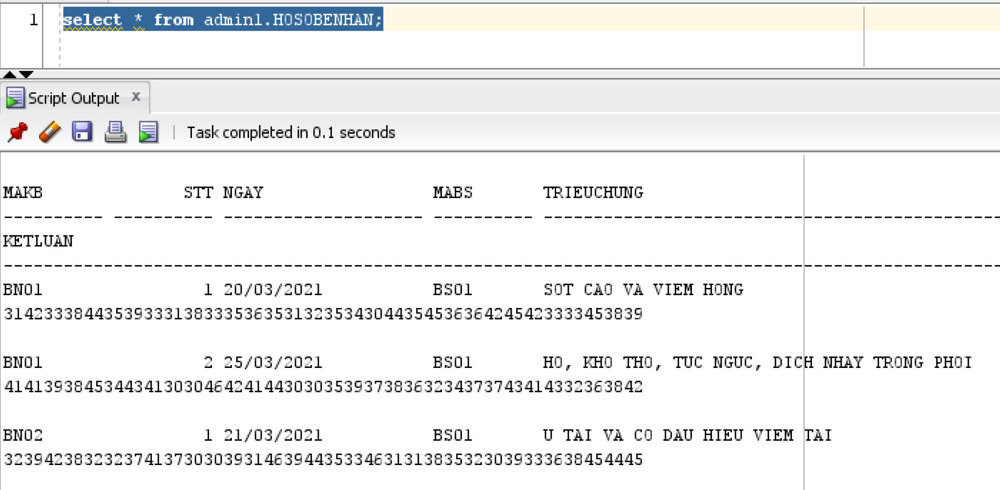 1 select * from admin1.HOSOBENHAN;
Script Output x
| Task completed in 0.1 seconds
MAKB STT NGAY MABS TRIEUCHUNG
---------- ---------- -------------------- ---------- ----------------------------------------------
KETLUAN
----------------------------------------------------------------------------------------------------
BN01 1 20/03/2021 BS01 SOT CAO VA VIEM HONG
3142333844353933313833353635313235343044354536364245423333453839
BN01 2 25/03/2021 BS01 HO, KHO THO, TUC NGUC, DICH NHAY TRONG PHOI
4141393845344341303046424144303035393738363234373743414332363842
BN02 1 21/03/2021 BS01 U TAI VA CO DAU HIEU VIEM TAI
3239423832323741373030393146394435334631313835323039333638454445